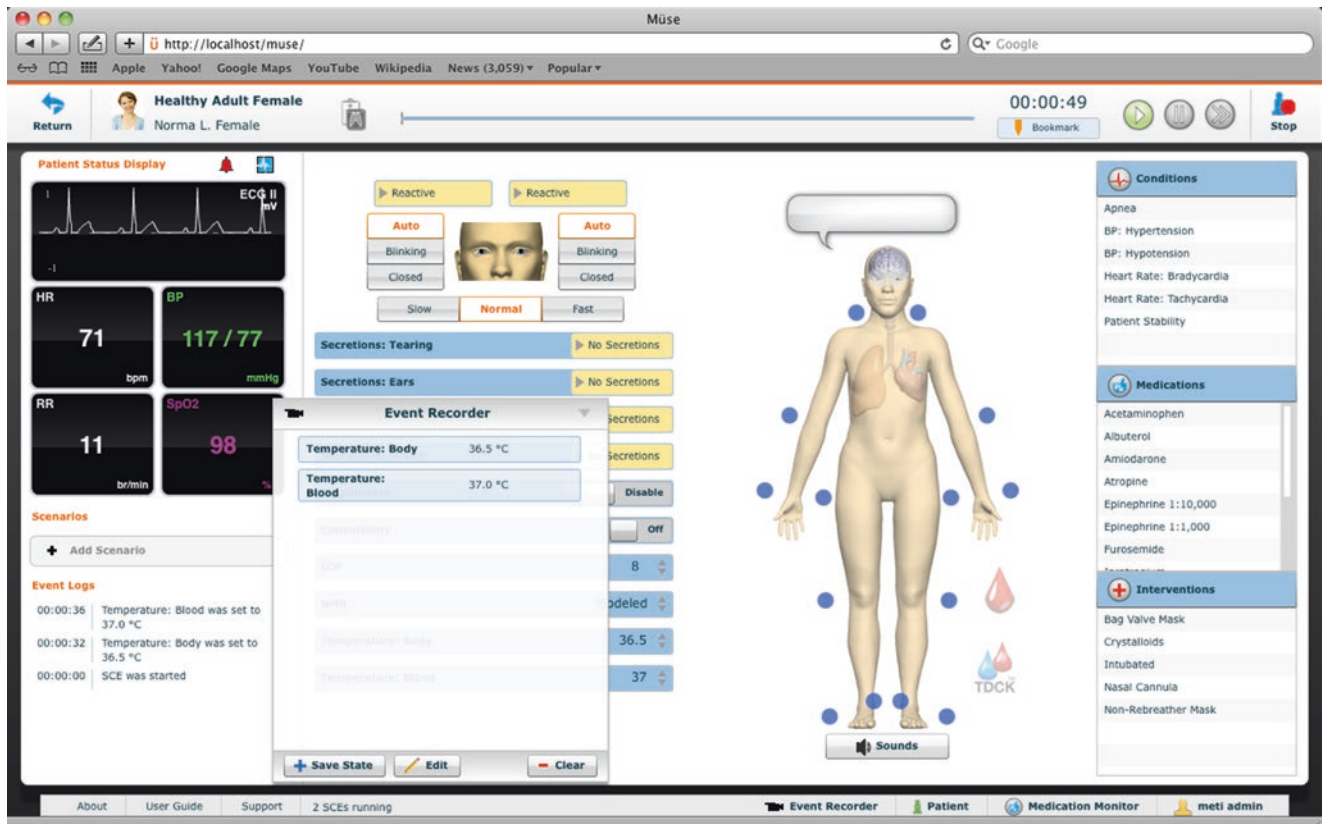 Müse
http://localhost/muse/
Google
Apple Yahoo! Google Maps YouTube Wikipedia News (3,059) Popular
Return
Healthy Adult Female
Norma L. Female
00:00:49
Bookmark
Stop
Patient Status Display
1
ECG II
mV
-1
HR
71
bpm
BP
117 / 77
mmHg
RR
11
br/min
SpO2
98
%
Scenarios
Add Scenario
Event Logs
00:00:36 Temperature: Blood was set to
37.0 °C
00:00:32 Temperature: Body was set to
36.5 °C
00:00:00 SCE was started
Reactive Reactive
Auto Auto
Blinking Blinking
Closed Closed
Slow Normal Fast
Secretions: Tearing No Secretions
Secretions: Ears No Secretions
Secretions
Secretions
Disable
Off
8
36.5
37
Event Recorder
Temperature: Body 36.5 °C
Temperature:
Blood 37.0 °C
Temperature: Body
Temperature: Blood
Save State Edit Clear
TDCK
Sounds
Conditions
Apnea
BP: Hypertension
BP: Hypotension
Heart Rate: Bradycardia
Heart Rate: Tachycardia
Patient Stability
Medications
Acetaminophen
Albuterol
Amiodarone
Atropine
Epinephrine 1:10,000
Epinephrine 1:1,000
Furosemide
Interventions
Bag Valve Mask
Crystalloids
Intubated
Nasal Cannula
Non-Rebreather Mask
About User Guide Support 2 SCEs running Event Recorder Patient Medication Monitor meti admin